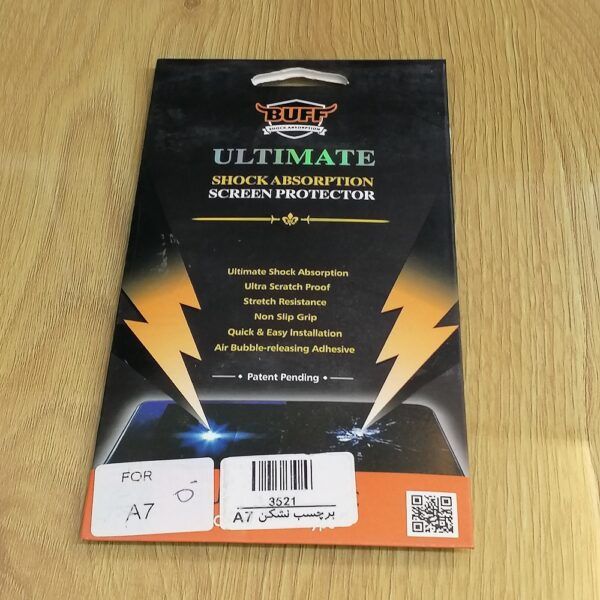 BUFF
SHOCK ABSORPTION
ULTIMATE
SHOCK ABSORPTION
SCREEN PROTECTOR
Ultimate Shock Absorption
Ultra Scratch Proof
Stretch Resistance
Non Slip Grip
Quick & Easy Installation
Air Bubble-releasing Adhesive
Patent Pending
FOR
A7
3521
برچسب نشکن A7